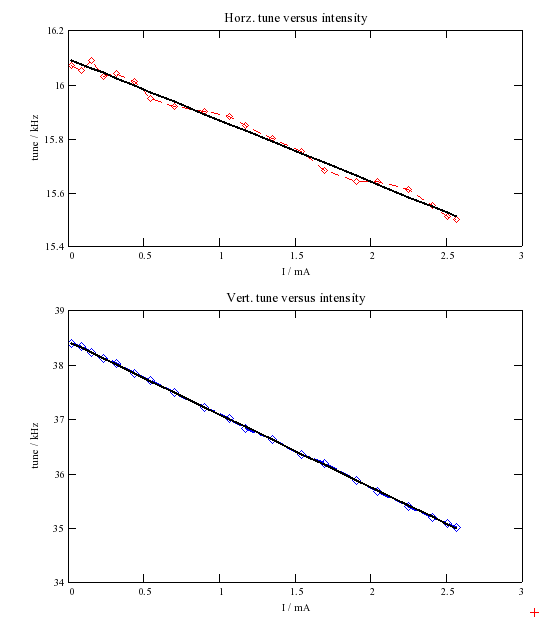 Horz. tune versus intensity
16.2
16
15.8
15.6
15.4
tune / kHz
0 0.5 1 1.5 2 2.5 3
I / mA
Vert. tune versus intensity
39
38
37
36
35
34
tune / kHz
0 0.5 1 1.5 2 2.5 3
I / mA